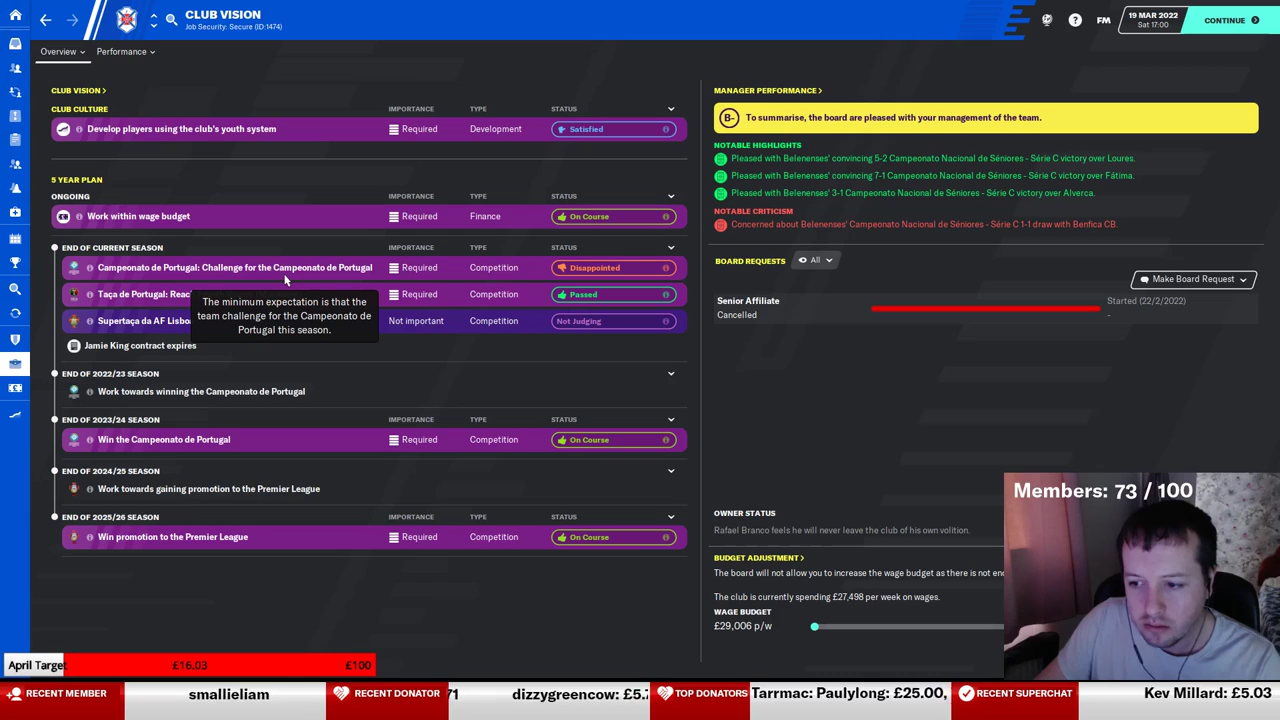 CLUB VISION
Job Security: Secure (ID:1474)
FM
19 MAR 2022
Sat 17:00
CONTINUE
Overview
Performance
CLUB VISION >
CLUB CULTURE
IMPORTANCE
TYPE
STATUS
Develop players using the club's youth system
Required
Development
Satisfied
5 YEAR PLAN
ONGOING
IMPORTANCE
TYPE
STATUS
Work within wage budget
Required
Finance
On Course
END OF CURRENT SEASON
IMPORTANCE
TYPE
STATUS
Campeonato de Portugal: Challenge for the Campeonato de Portugal
Required
Competition
Disappointed
Taça de Portugal: Reac
Required
Competition
Passed
Supertaça da AF Lisbo
Not important
Competition
Not Judging
The minimum expectation is that the
team challenge for the Campeonato de
Portugal this season.
Jamie King contract expires
END OF 2022/23 SEASON
Work towards winning the Campeonato de Portugal
END OF 2023/24 SEASON
IMPORTANCE
TYPE
STATUS
Win the Campeonato de Portugal
Required
Competition
On Course
END OF 2024/25 SEASON
Work towards gaining promotion to the Premier League
END OF 2025/26 SEASON
IMPORTANCE
TYPE
STATUS
Win promotion to the Premier League
Required
Competition
On Course
MANAGER PERFORMANCE >
B-
To summarise, the board are pleased with your management of the team.
NOTABLE HIGHLIGHTS
Pleased with Belenenses' convincing 5-2 Campeonato Nacional de Séniores - Série C victory over Loures.
Pleased with Belenenses' convincing 7-1 Campeonato Nacional de Séniores - Série C victory over Fátima.
Pleased with Belenenses' 3-1 Campeonato Nacional de Séniores - Série C victory over Alverca.
NOTABLE CRITICISM
Concerned about Belenenses' Campeonato Nacional de Séniores - Série C 1-1 draw with Benfica CB.
BOARD REQUESTS
All
Make Board Request
Senior Affiliate
Cancelled
Started (22/2/2022)
-
OWNER STATUS
Rafael Branco feels he will never leave the club of his own volition.
BUDGET ADJUSTMENT >
The board will not allow you to increase the wage budget as there is not en
The club is currently spending £27,498 per week on wages.
WAGE BUDGET
£29,006 p/w
Members: 73 / 100
April Target
£16.03
£100
RECENT MEMBER
smallieliam
RECENT DONATOR
71
dizzygreencow: £5.
TOP DONATORS
Tarrmac: Paulylong: £25.00,
RECENT SUPERCHAT
Kev Millard: £5.03